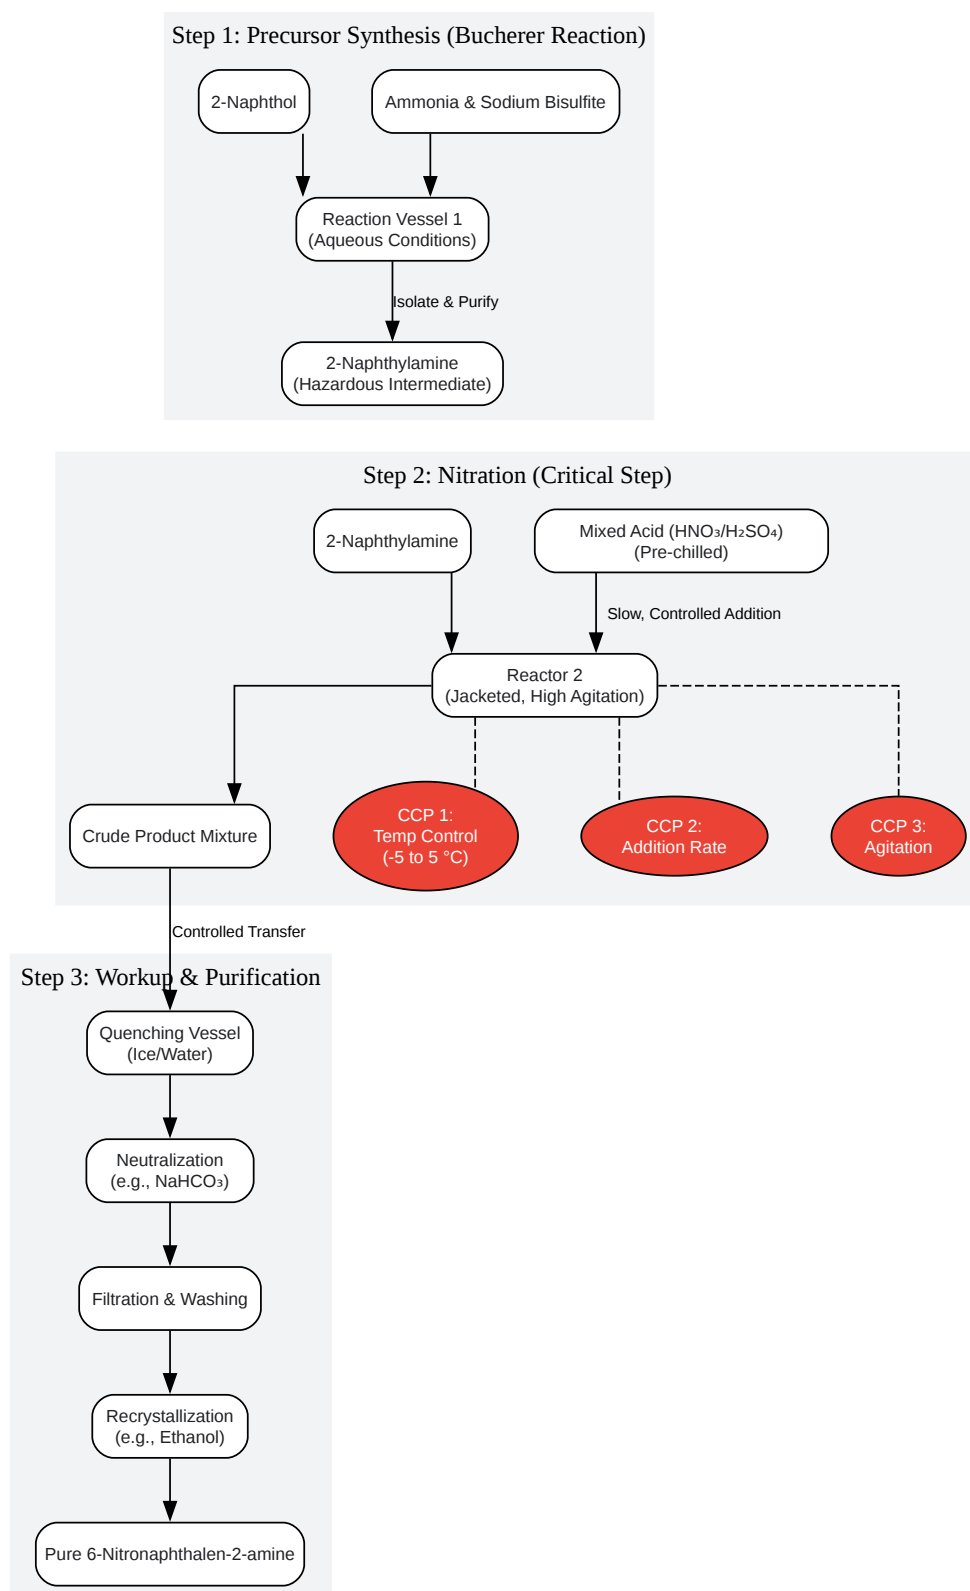 Step 1: Precursor Synthesis (Bucherer Reaction)
2-Naphthol
Ammonia & Sodium Bisulfite
Reaction Vessel 1
(Aqueous Conditions)
Isolate & Purify
2-Naphthylamine
(Hazardous Intermediate)
Step 2: Nitration (Critical Step)
2-Naphthylamine
Mixed Acid (HNO₃/H₂SO₄)
(Pre-chilled)
Slow, Controlled Addition
Reactor 2
(Jacketed, High Agitation)
Crude Product Mixture
CCP 1:
Temp Control
(-5 to 5 °C)
CCP 2:
Addition Rate
CCP 3:
Agitation
Controlled Transfer
Step 3: Workup & Purification
Quenching Vessel
(Ice/Water)
Neutralization
(e.g., NaHCO₃)
Filtration & Washing
Recrystallization
(e.g., Ethanol)
Pure 6-Nitronaphthalen-2-amine